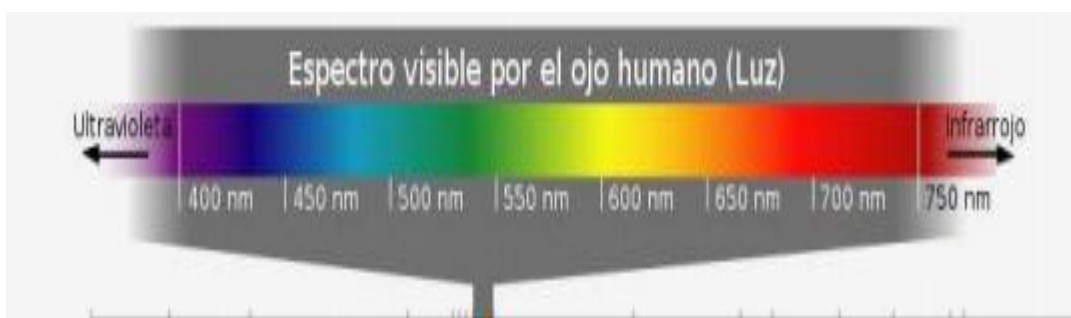 Espectro visible por el ojo humano (Luz)
Ultravioleta
Infrarrojo
400 nm
450 nm
500 nm
550 nm
600 nm
650 nm
700 nm
750 nm